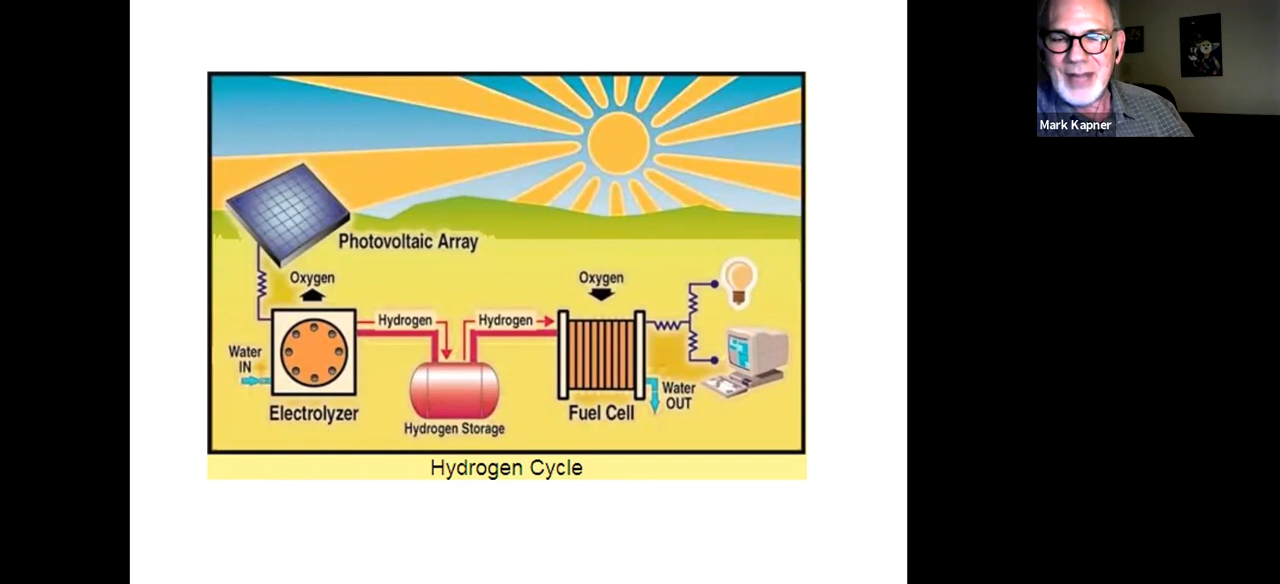 Mark Kapner
Photovoltaic Array
Oxygen
Oxygen
Hydrogen
Hydrogen
Water
IN
Water
OUT
Electrolyzer
Fuel Cell
Hydrogen Storage
Hydrogen Cycle